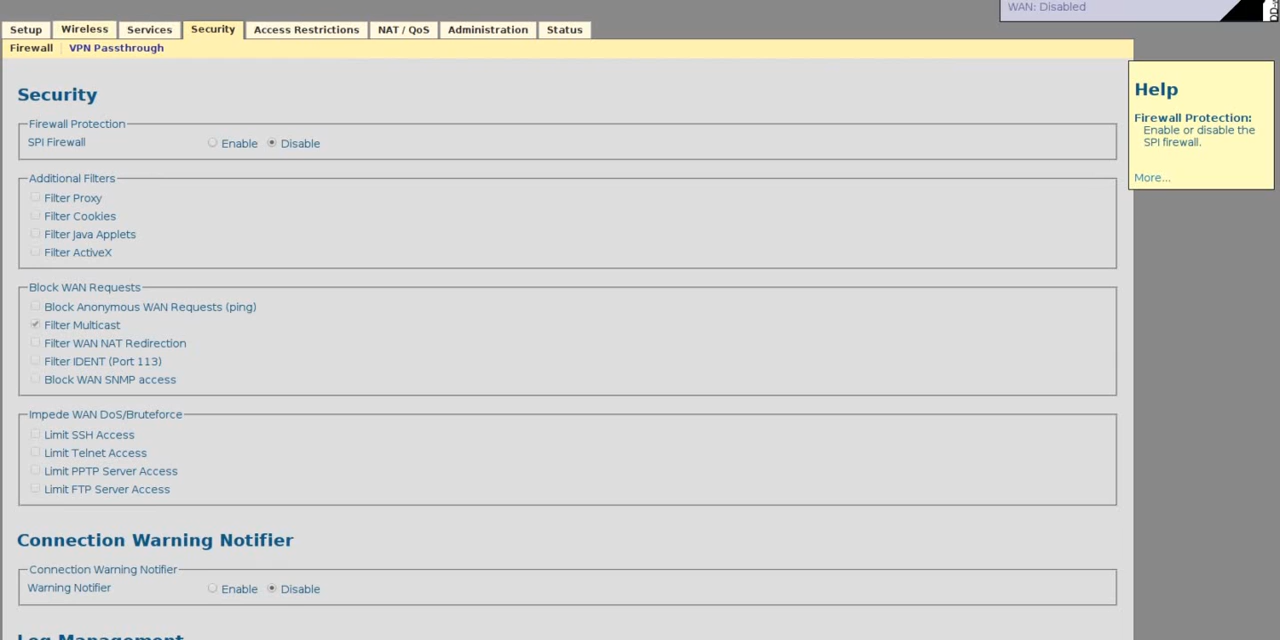 WAN: Disabled
Setup Wireless Services Security Access Restrictions NAT / QoS Administration Status
Firewall VPN Passthrough
Security
Help
Firewall Protection
Firewall Protection:
Enable or disable the
SPI firewall.
More...
SPI Firewall Enable Disable
Additional Filters
Filter Proxy
Filter Cookies
Filter Java Applets
Filter ActiveX
Block WAN Requests
Block Anonymous WAN Requests (ping)
Filter Multicast
Filter WAN NAT Redirection
Filter IDENT (Port 113)
Block WAN SNMP access
Impede WAN DoS/Bruteforce
Limit SSH Access
Limit Telnet Access
Limit PPTP Server Access
Limit FTP Server Access
Connection Warning Notifier
Connection Warning Notifier
Warning Notifier Enable Disable
Log Management